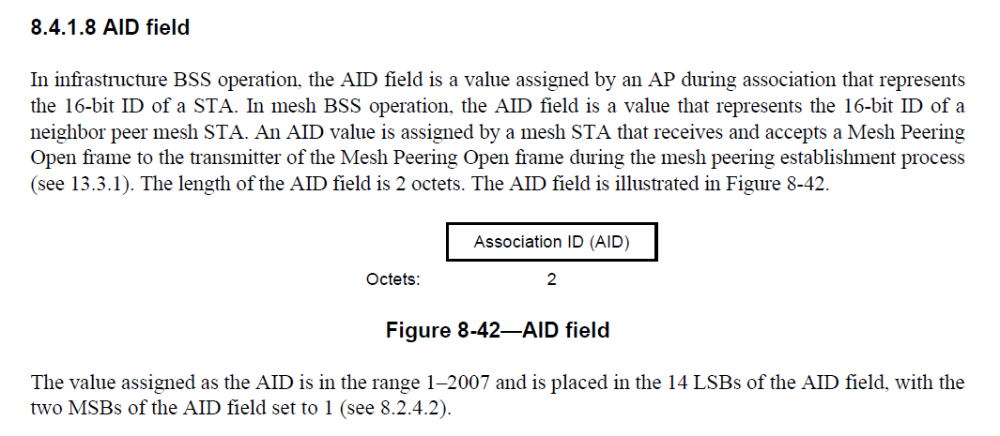 8.4.1.8 AID field
In infrastructure BSS operation, the AID field is a value assigned by an AP during association that represents
the 16-bit ID of a STA. In mesh BSS operation, the AID field is a value that represents the 16-bit ID of a
neighbor peer mesh STA. An AID value is assigned by a mesh STA that receives and accepts a Mesh Peering
Open frame to the transmitter of the Mesh Peering Open frame during the mesh peering establishment process
(see 13.3.1). The length of the AID field is 2 octets. The AID field is illustrated in Figure 8-42.
Association ID (AID)
Octets: 2
Figure 8-42—AID field
The value assigned as the AID is in the range 1–2007 and is placed in the 14 LSBs of the AID field, with the
two MSBs of the AID field set to 1 (see 8.2.4.2).